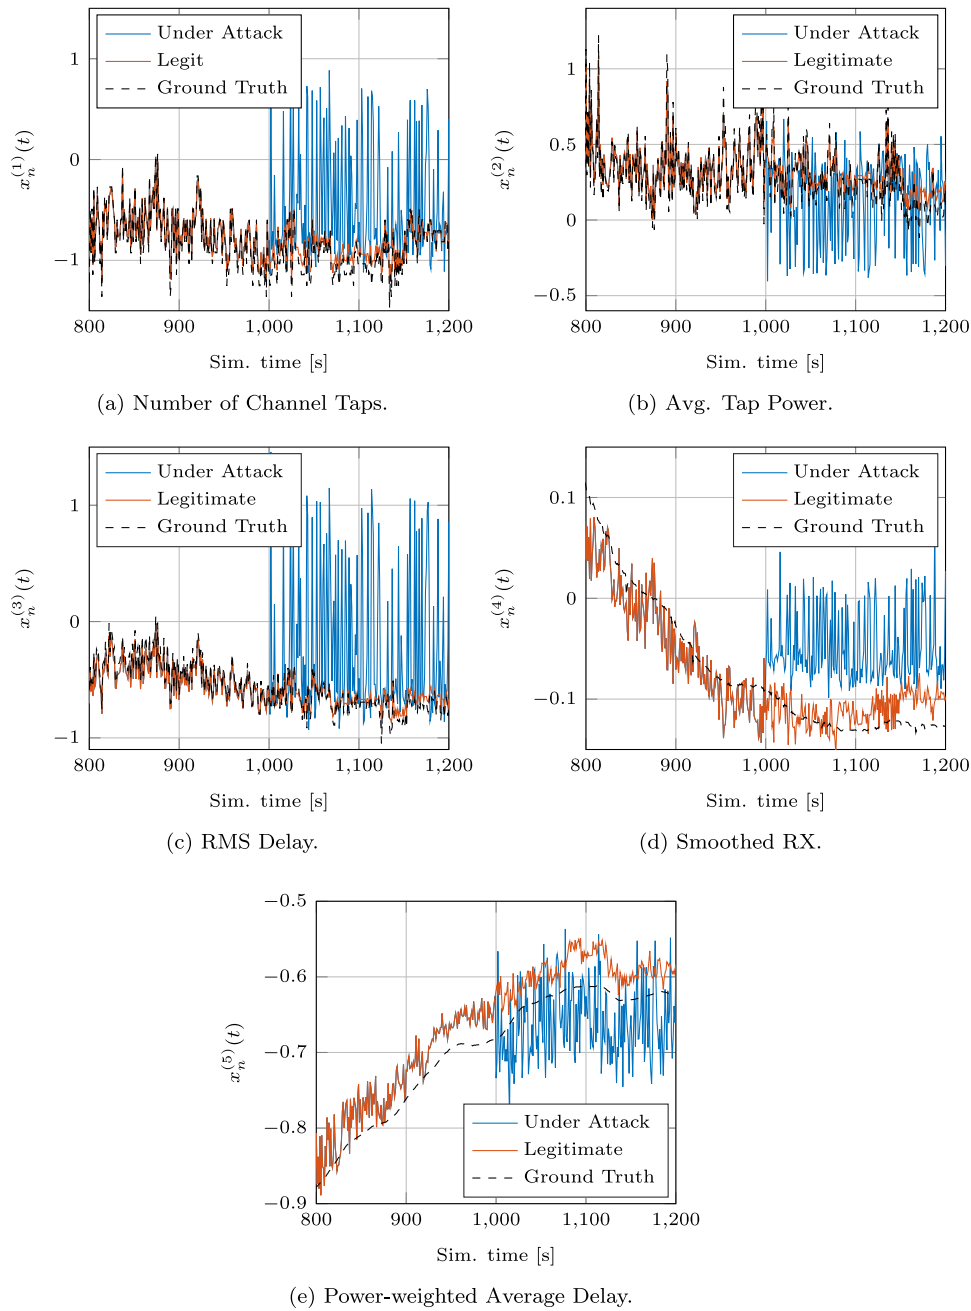 Under Attack
Legit
Ground Truth
1
0
−1
800
900
1,000
1,100
1,200
x_n^{(1)}(t)
Sim. time [s]
(a) Number of Channel Taps.
Under Attack
Legitimate
Ground Truth
1
0.5
0
−0.5
800
900
1,000
1,100
1,200
x_n^{(2)}(t)
Sim. time [s]
(b) Avg. Tap Power.
Under Attack
Legitimate
Ground Truth
1
0
−1
800
900
1,000
1,100
1,200
x_n^{(3)}(t)
Sim. time [s]
(c) RMS Delay.
Under Attack
Legitimate
Ground Truth
0.1
0
−0.1
800
900
1,000
1,100
1,200
x_n^{(4)}(t)
Sim. time [s]
(d) Smoothed RX.
−0.5
−0.6
−0.7
−0.8
−0.9
800
900
1,000
1,100
1,200
x_n^{(5)}(t)
Under Attack
Legitimate
Ground Truth
Sim. time [s]
(e) Power-weighted Average Delay.